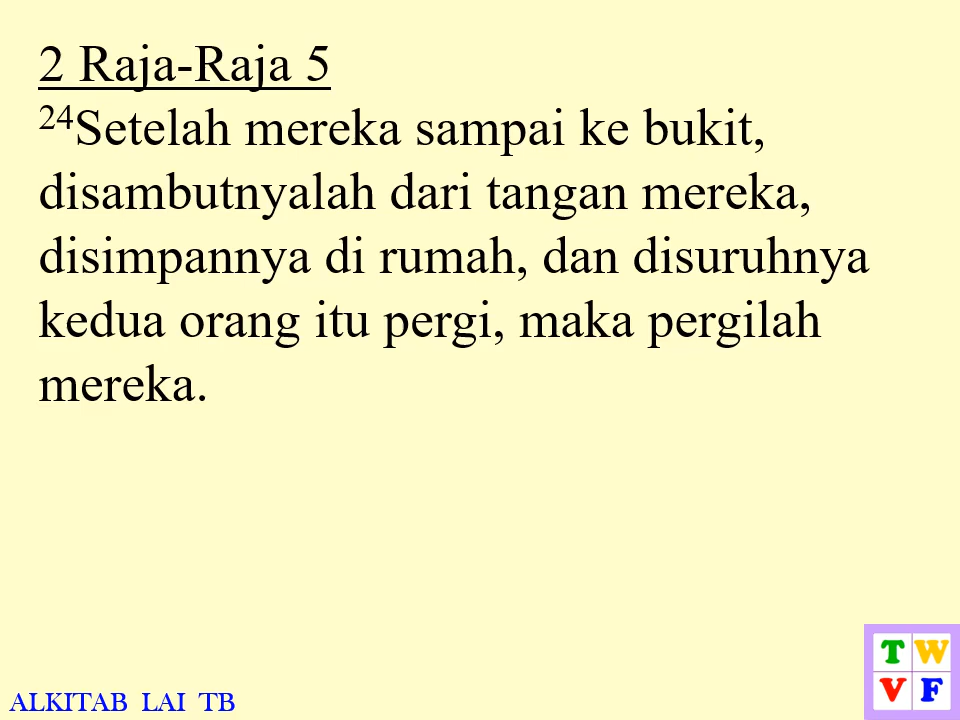 2 Raja-Raja 5
24Setelah mereka sampai ke bukit,
disambutnyalah dari tangan mereka,
disimpannya di rumah, dan disuruhnya
kedua orang itu pergi, maka pergilah
mereka.
T W
V F
ALKITAB LAI TB